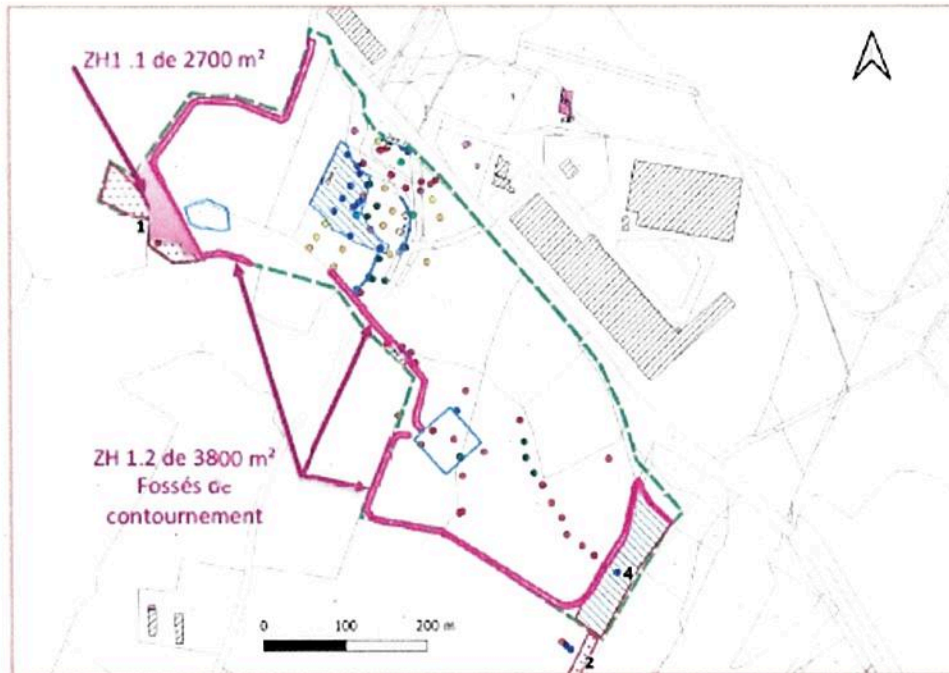 ZH1 .1 de 2700 m²
1
ZH 1.2 de 3800 m²
Fossés de
contournement
4
0 100 200 m
2